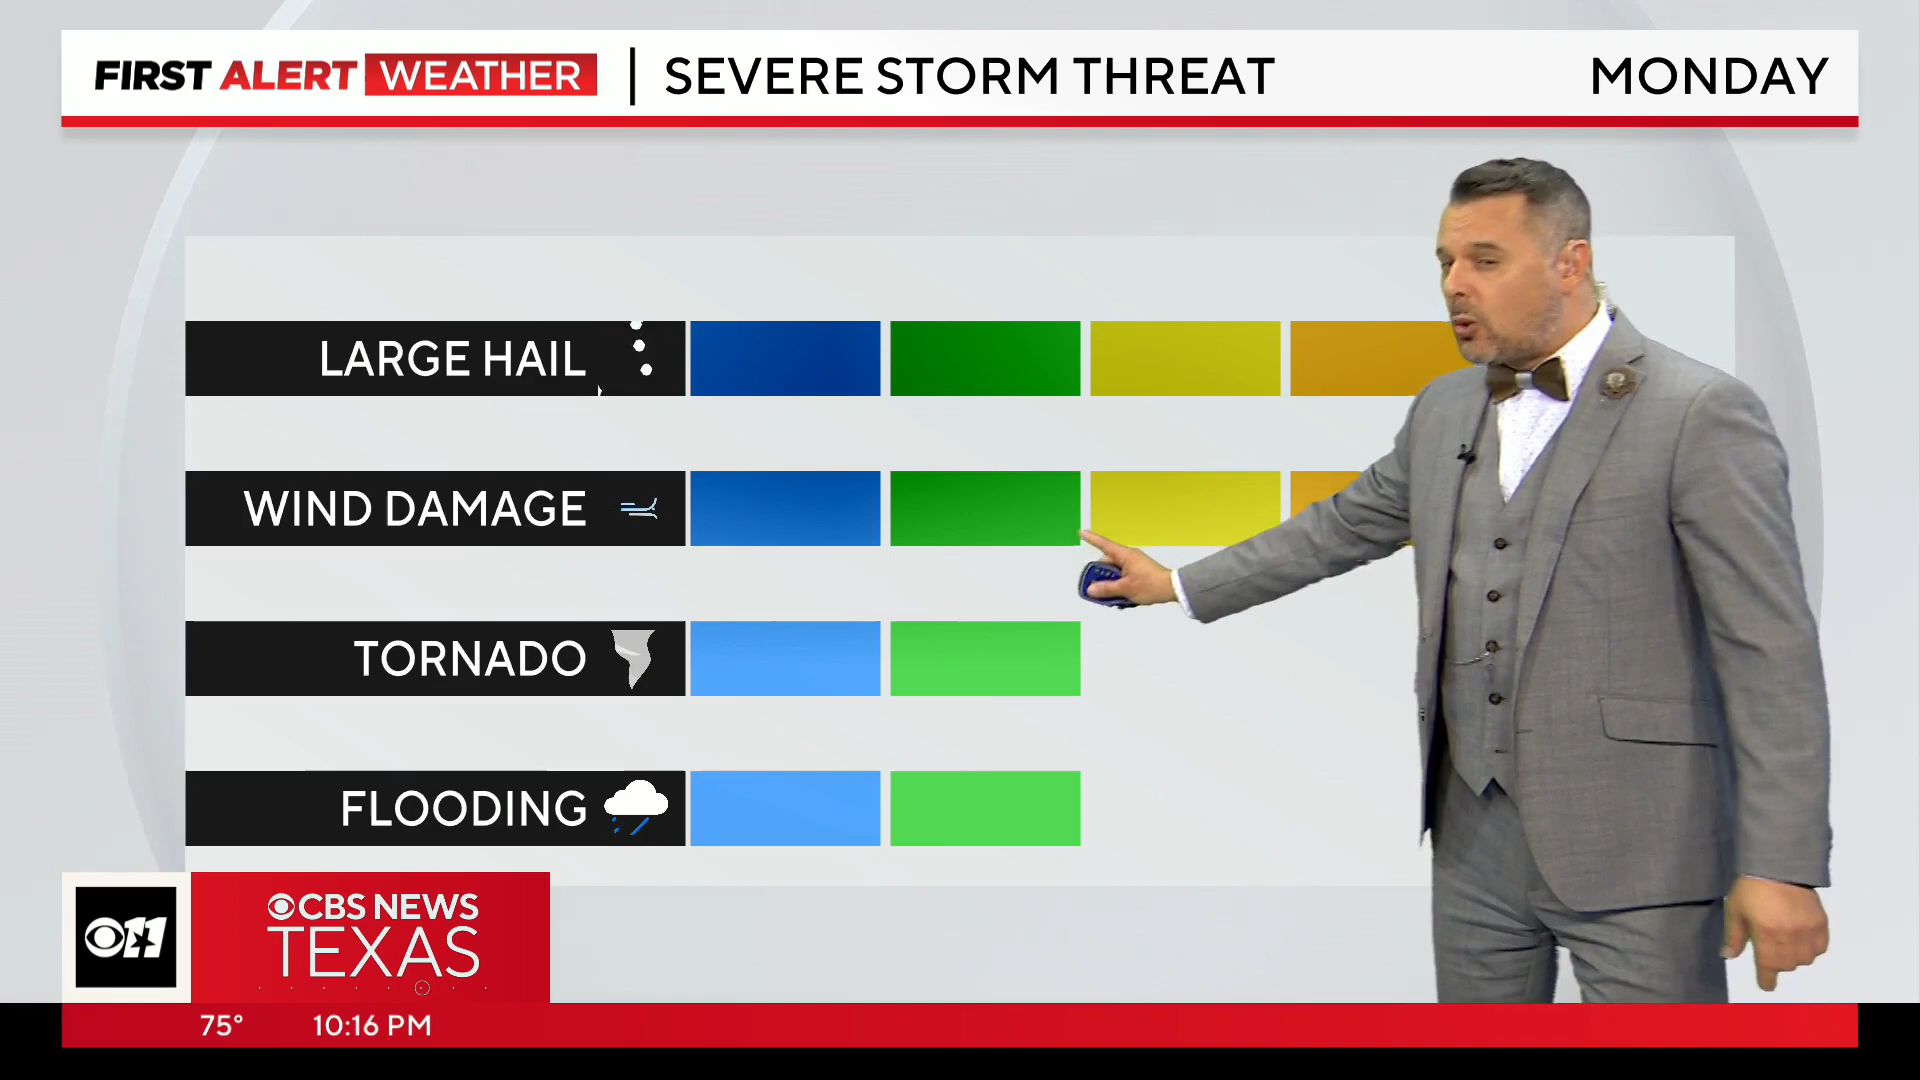 FIRST ALERT WEATHER | SEVERE STORM THREAT MONDAY
LARGE HAIL
WIND DAMAGE
TORNADO
FLOODING
11
CBS NEWS
TEXAS
75° 10:16 PM